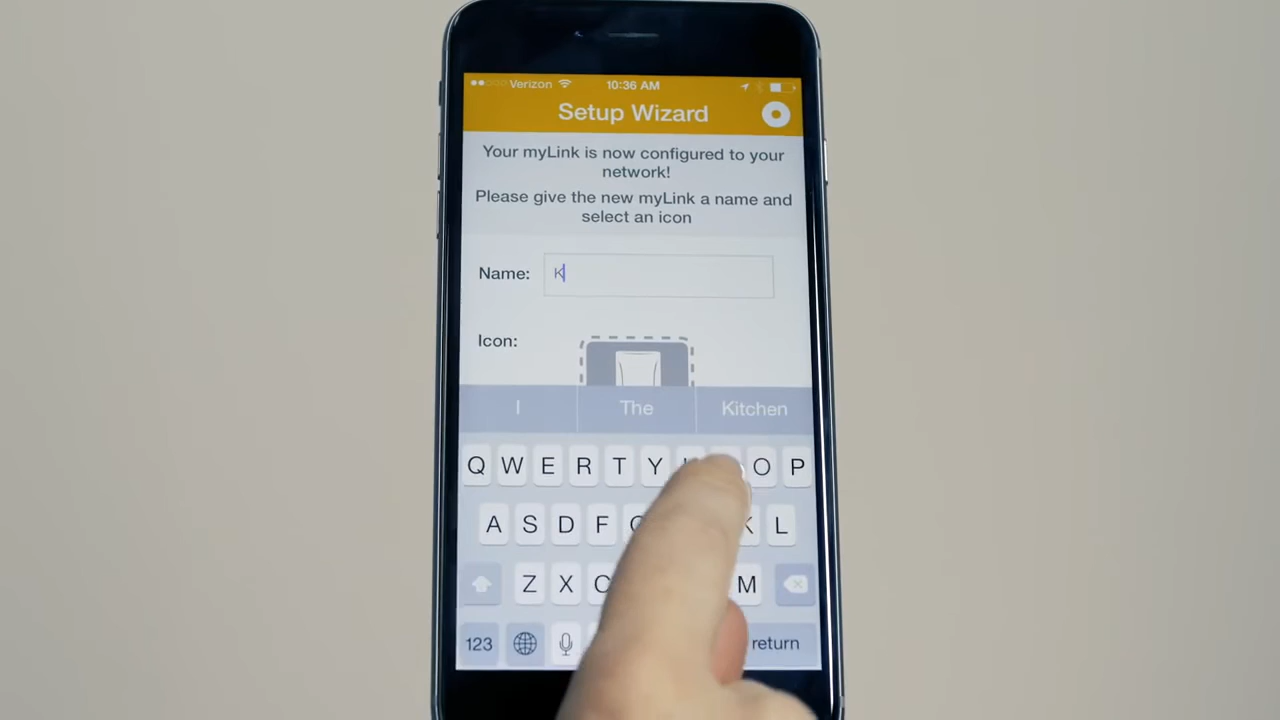 Verizon 10:36 AM
Setup Wizard
Your myLink is now configured to your
network!
Please give the new myLink a name and
select an icon
Name: K
Icon:
I The Kitchen
Q W E R T Y O P
A S D F K L
Z X C M
123 return